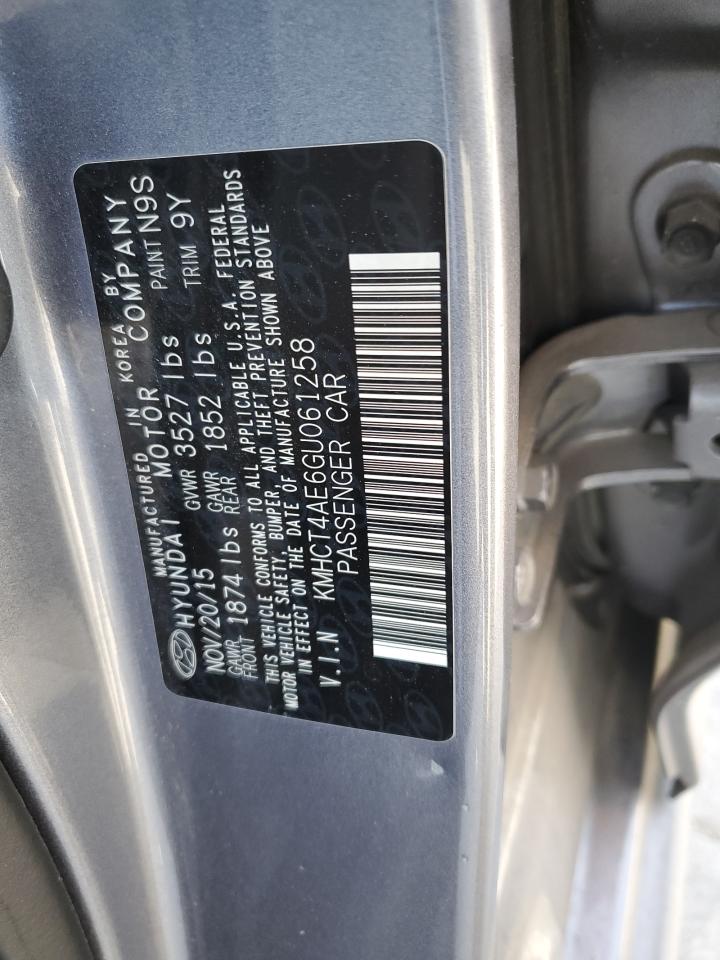 MANUFACTURED IN KOREA BY
HYUNDAI MOTOR COMPANY
NOV/20/15 GVWR 3527 lbs PAINT N9S
GAWR FRONT 1874 lbs GAWR REAR 1852 lbs TRIM 9Y
THIS VEHICLE CONFORMS TO ALL APPLICABLE U.S.A. FEDERAL
MOTOR VEHICLE SAFETY, BUMPER, AND THEFT PREVENTION STANDARDS
IN EFFECT ON THE DATE OF MANUFACTURE SHOWN ABOVE
V.I.N KMHCT4AE6GU061258
PASSENGER CAR